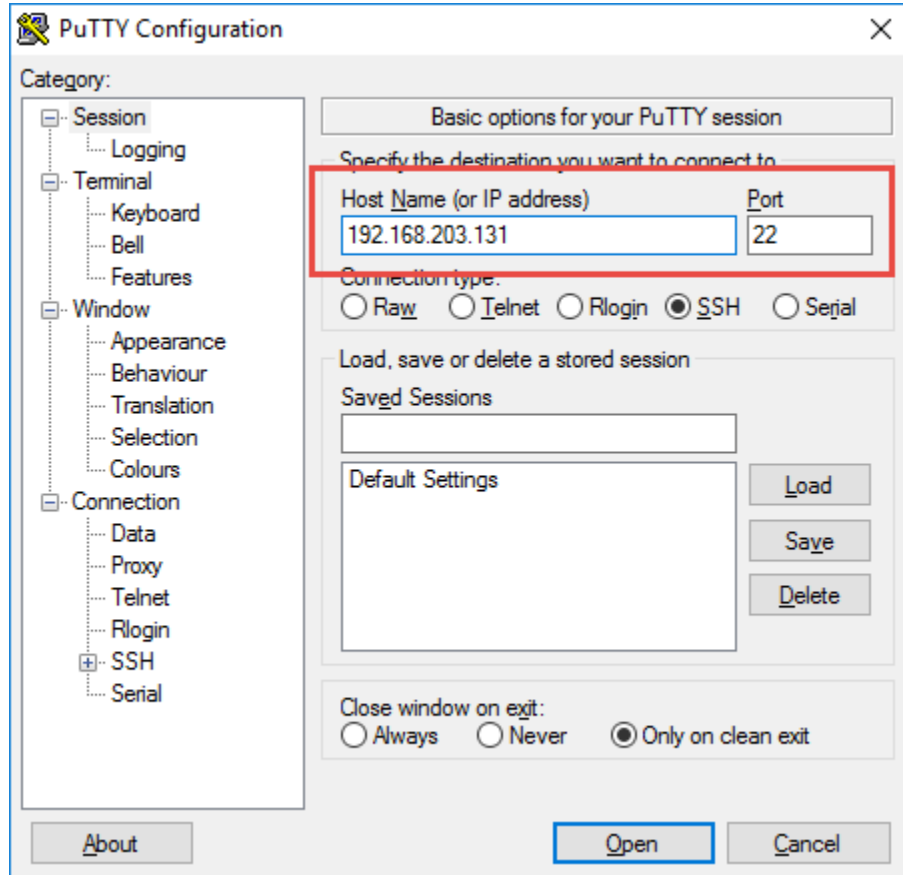 PuTTY Configuration
Category:
Session
Logging
Terminal
Keyboard
Bell
Features
Window
Appearance
Behaviour
Translation
Selection
Colours
Connection
Data
Proxy
Telnet
Rlogin
SSH
Serial
Basic options for your PuTTY session
Specify the destination you want to connect to
Host Name (or IP address) Port
192.168.203.131 22
Connection type:
Raw Telnet Rlogin SSH Serial
Load, save or delete a stored session
Saved Sessions
Default Settings
Load
Save
Delete
Close window on exit:
Always Never Only on clean exit
About Open Cancel